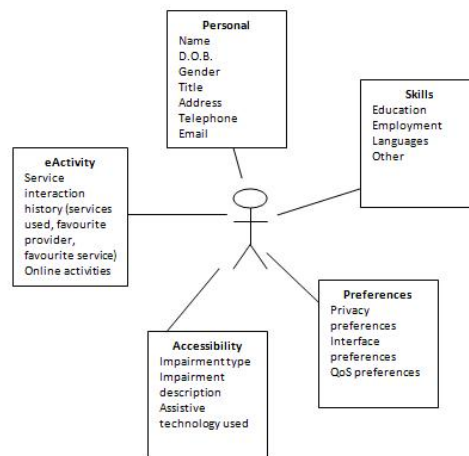 Personal
Name
D.O.B.
Gender
Title
Address
Telephone
Email
Skills
Education
Employment
Languages
Other
eActivity
Service
interaction
history (services
used, favourite
provider,
favourite service)
Online activities
Preferences
Privacy
preferences
Interface
preferences
QoS preferences
Accessibility
Impairment type
Impairment
description
Assistive
technology used